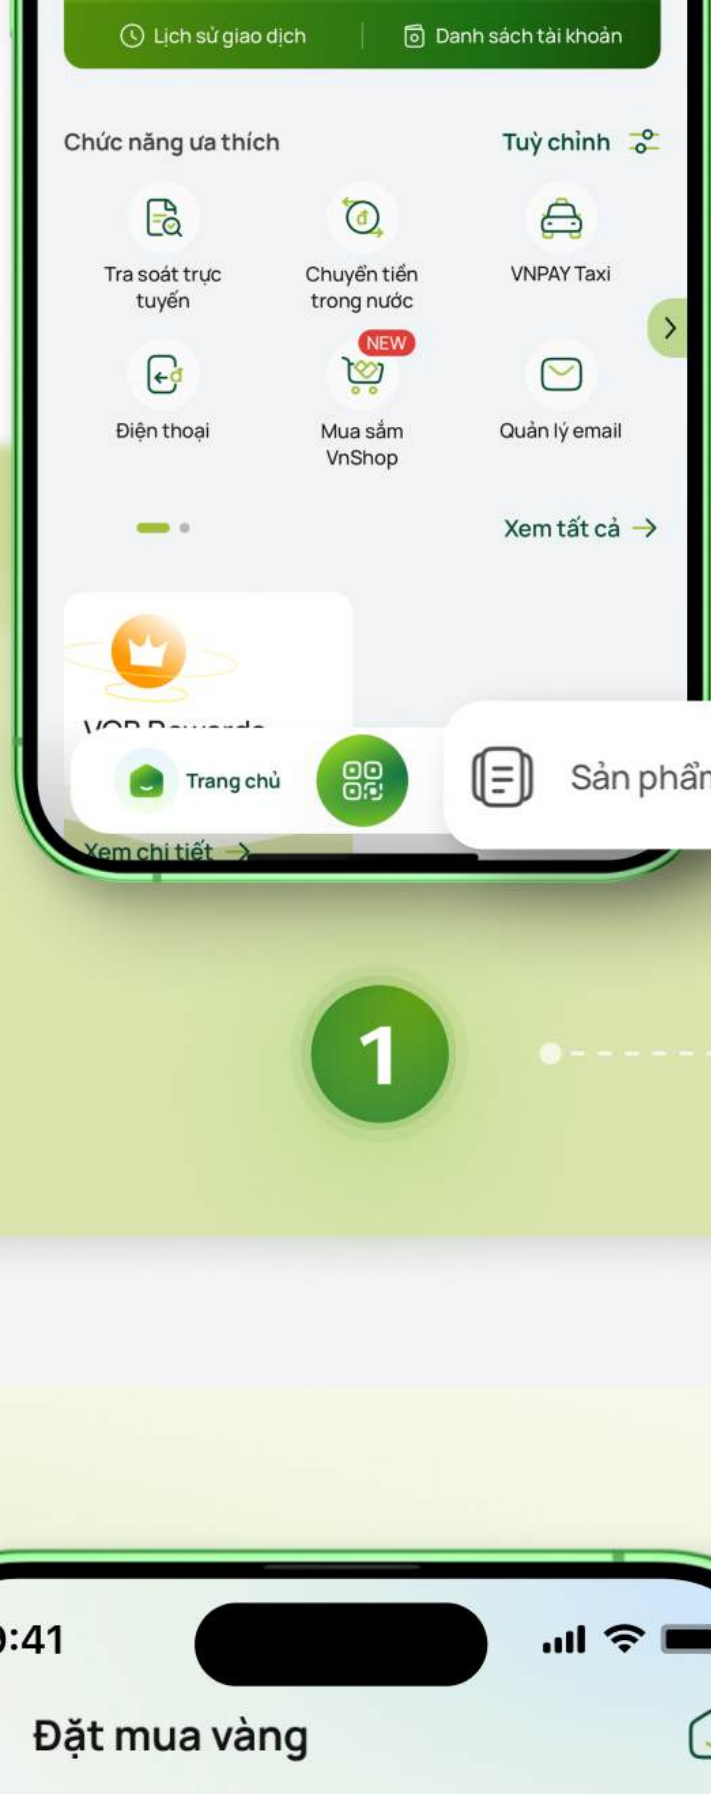 Lịch sử giao dịch
Danh sách tài khoản
Chức năng ưa thích
Tuỳ chỉnh
Tra soát trực
tuyến
Chuyển tiền
trong nước
VNPAY Taxi
NEW
Điện thoại
Mua sắm
VnShop
Quản lý email
Xem tất cả
Trang chủ
Sản phẩm
Xem chi tiết
1
9:41
Đặt mua vàng